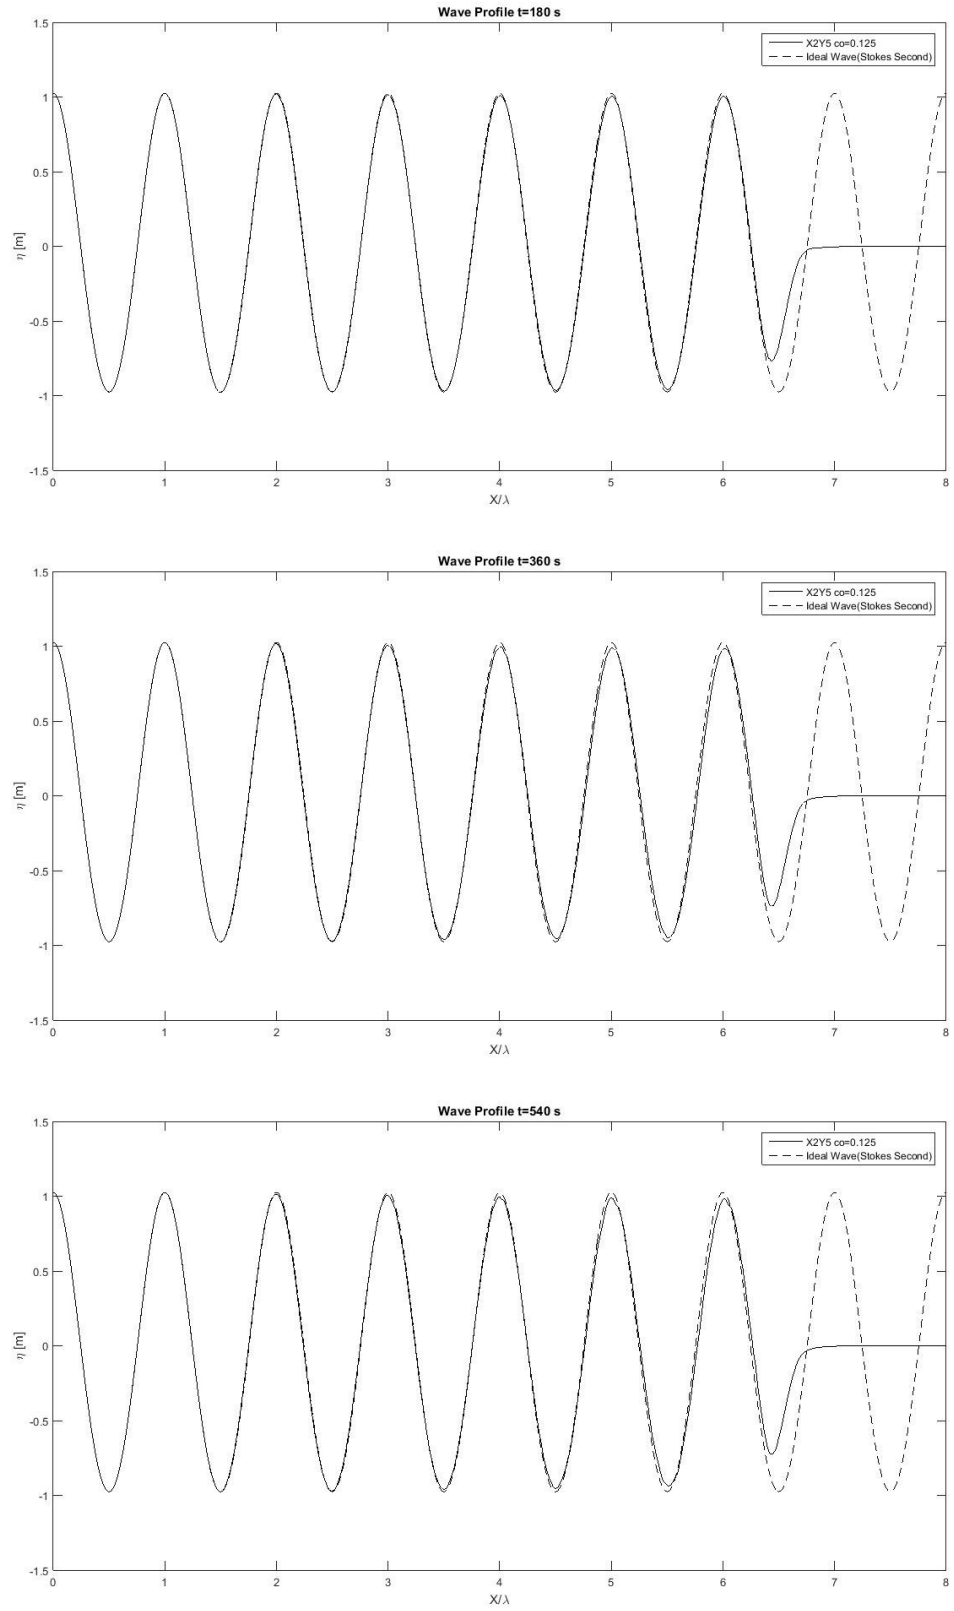 Wave Profile t=180 s
1.5
X2Y5 co=0.125
Ideal Wave(Stokes Second)
1
0.5
η [m]
0
-0.5
-1
-1.5
0 1 2 3 4 5 6 7 8
X/λ
Wave Profile t=360 s
1.5
X2Y5 co=0.125
Ideal Wave(Stokes Second)
1
0.5
η [m]
0
-0.5
-1
-1.5
0 1 2 3 4 5 6 7 8
X/λ
Wave Profile t=540 s
1.5
X2Y5 co=0.125
Ideal Wave(Stokes Second)
1
0.5
η [m]
0
-0.5
-1
-1.5
0 1 2 3 4 5 6 7 8
X/λ